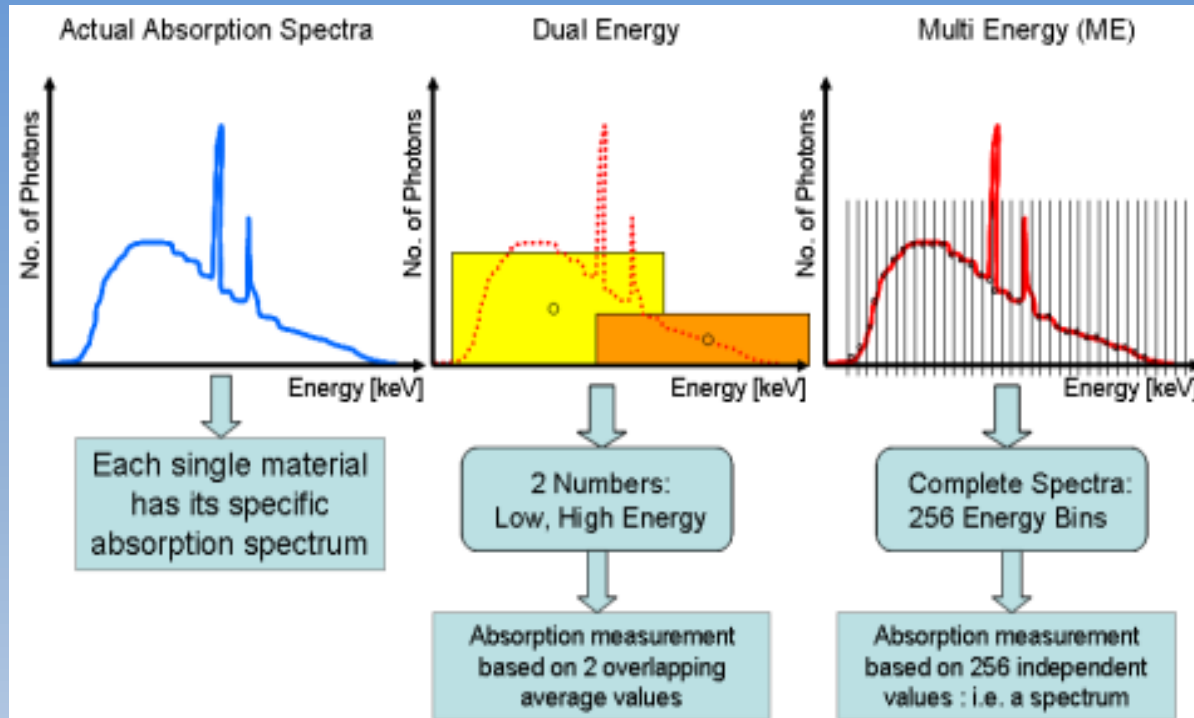 Actual Absorption Spectra
No. of Photons
Energy [keV]
Each single material
has its specific
absorption spectrum
Dual Energy
No. of Photons
Energy [keV]
2 Numbers:
Low, High Energy
Absorption measurement
based on 2 overlapping
average values
Multi Energy (ME)
No. of Photons
Energy [keV]
Complete Spectra:
256 Energy Bins
Absorption measurement
based on 256 independent
values : i.e. a spectrum